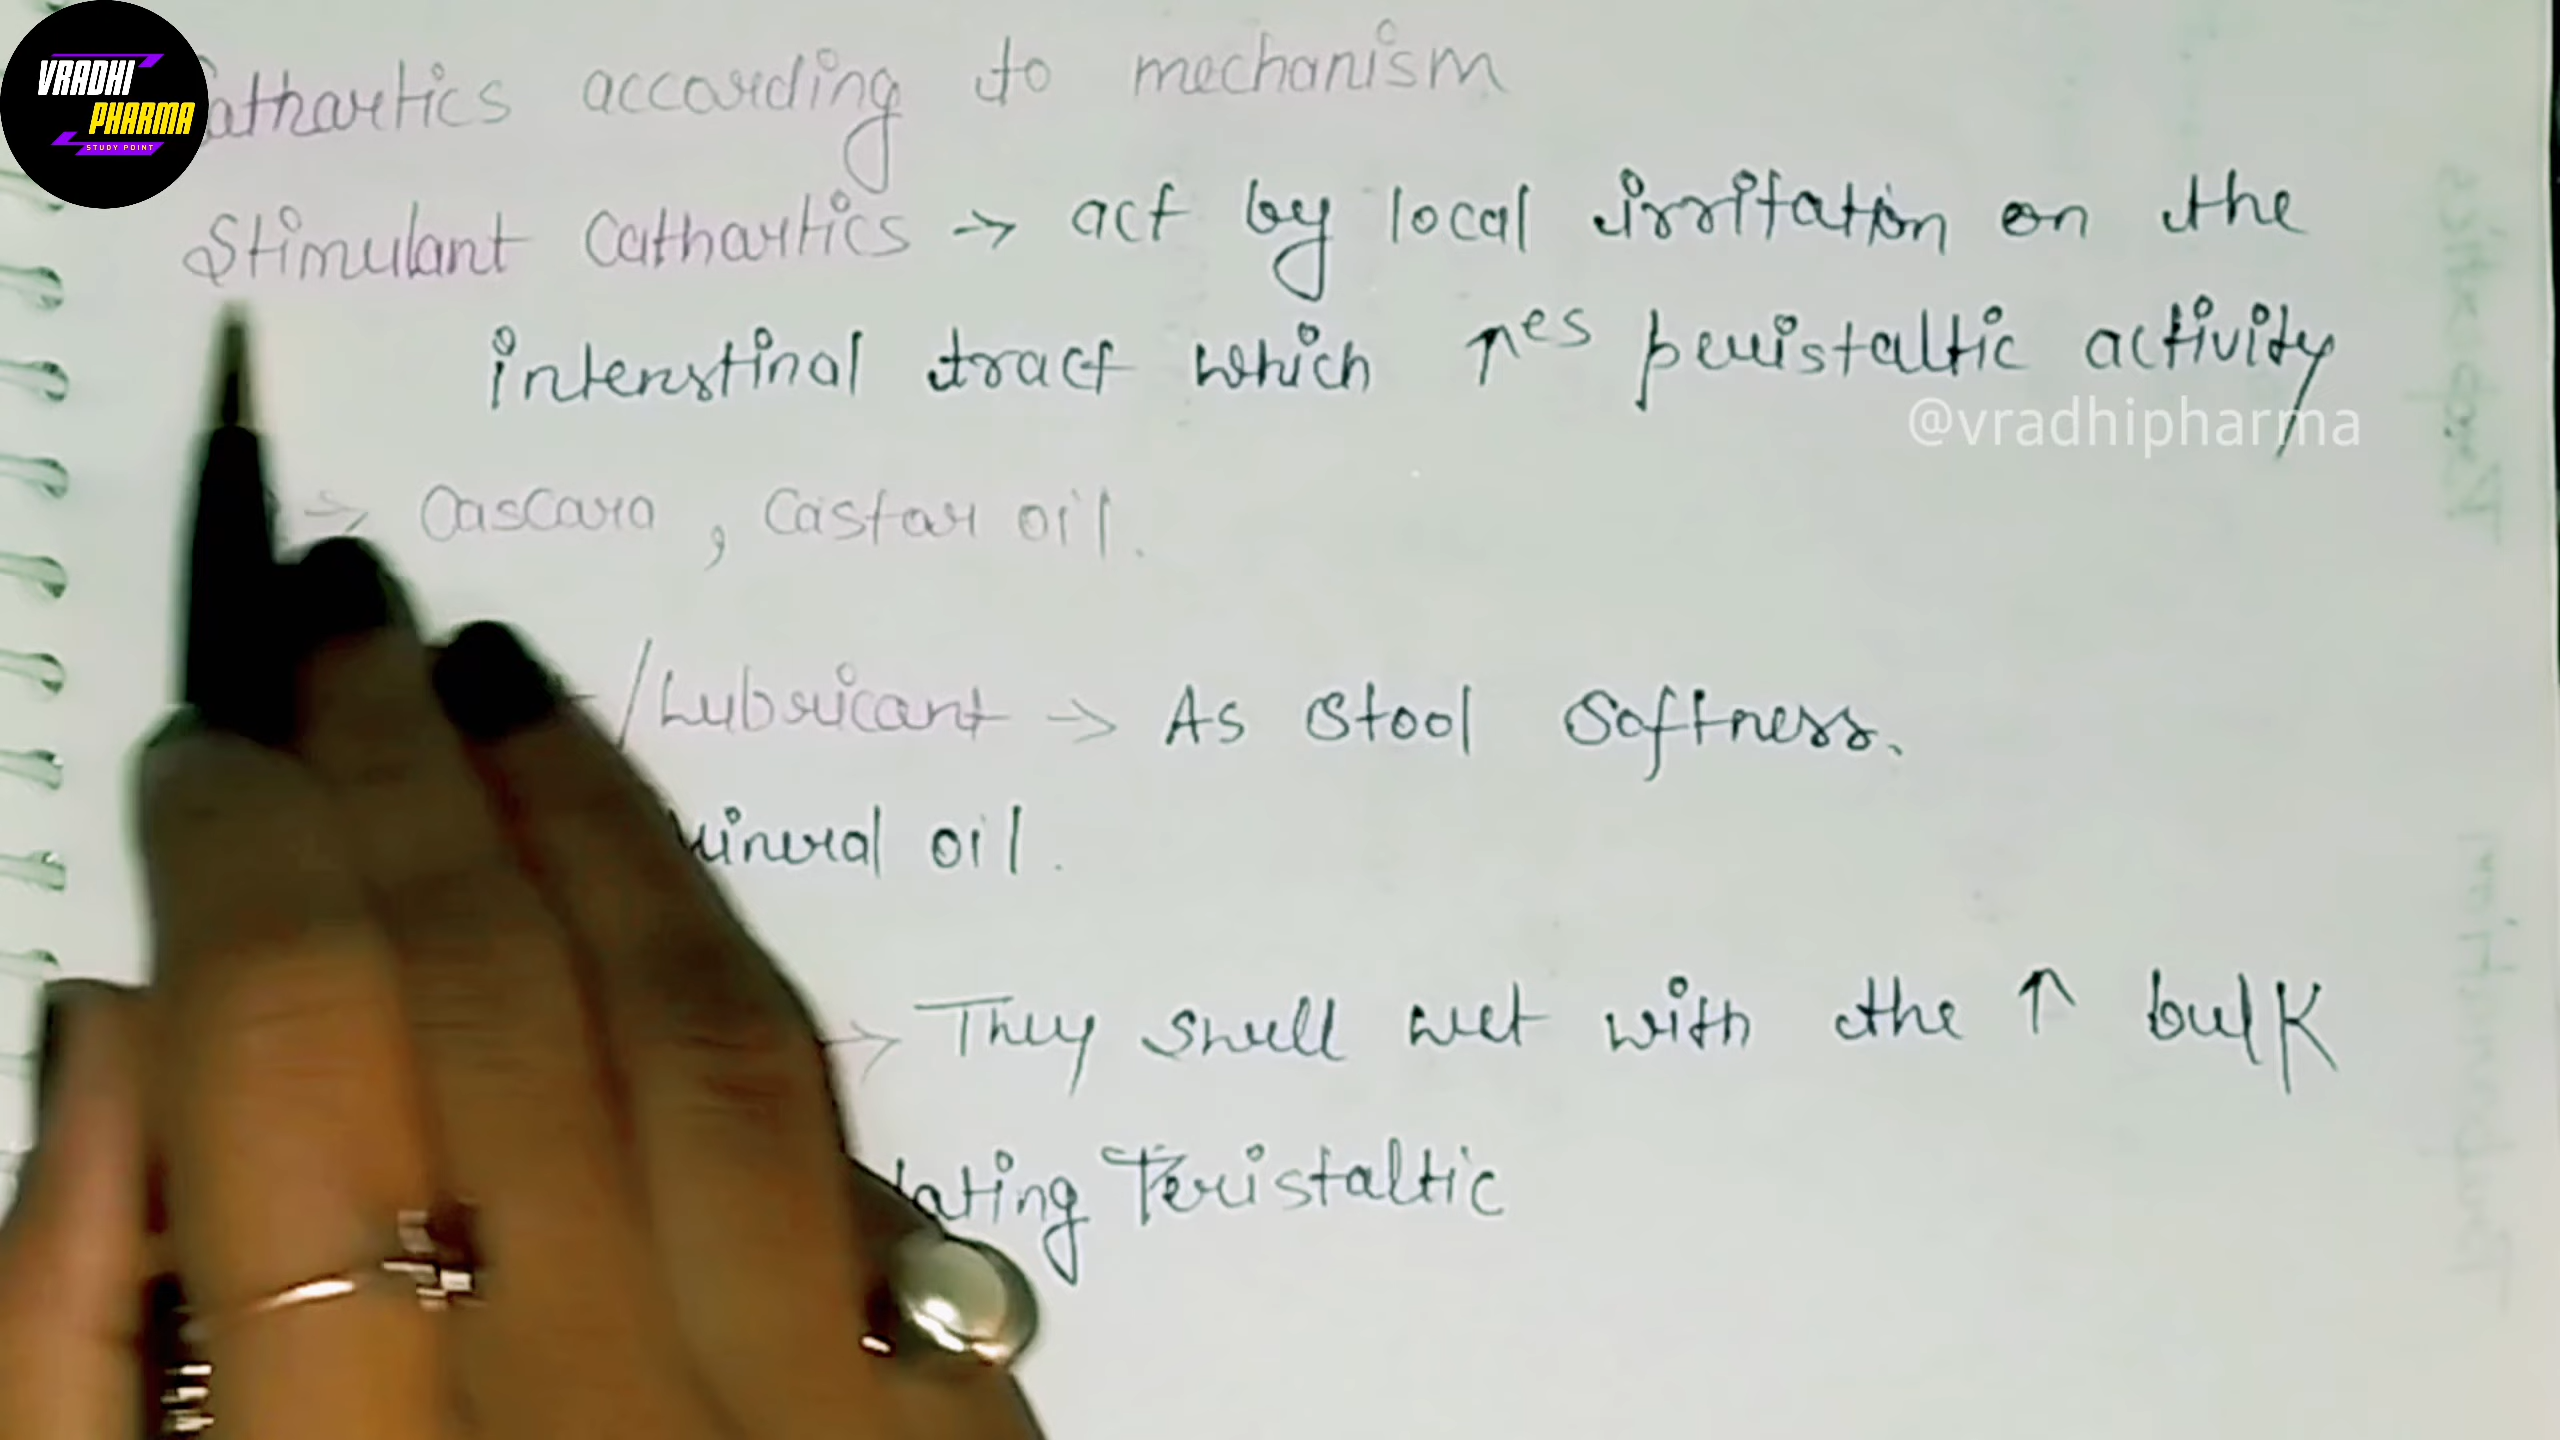 VRADHI
PHARMA
STUDY POINT
Cathartics according to mechanism
Stimulant Cathartics → act by local irritation on the
intenstinal tract which ↑es peristaltic activity
@vradhipharma
→ Cascara , Castar oil.
/Lubricant → As Stool Softness.
mineral oil.
→ They swell wet with the ↑ bulk
lating Peristaltic